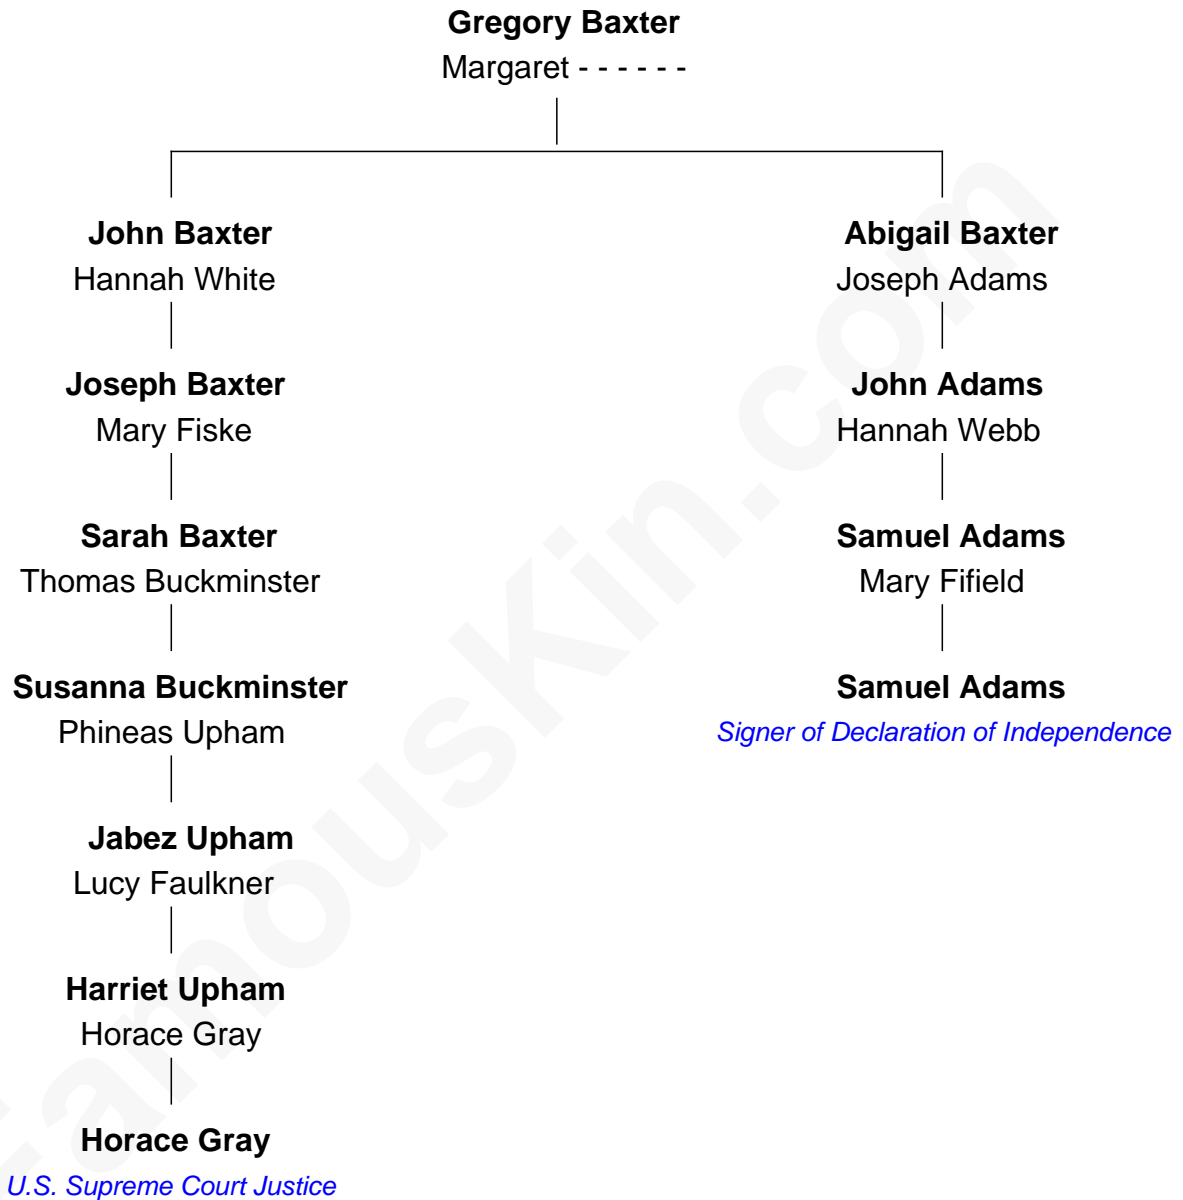 Gregory Baxter
Margaret - - - - - -
John Baxter
Hannah White
Abigail Baxter
Joseph Adams
Joseph Baxter
Mary Fiske
John Adams
Hannah Webb
Sarah Baxter
Thomas Buckminster
Samuel Adams
Mary Fifield
Susanna Buckminster
Phineas Upham
Samuel Adams
Signer of Declaration of Independence
Jabez Upham
Lucy Faulkner
Harriet Upham
Horace Gray
Horace Gray
U.S. Supreme Court Justice
FamousKin.com